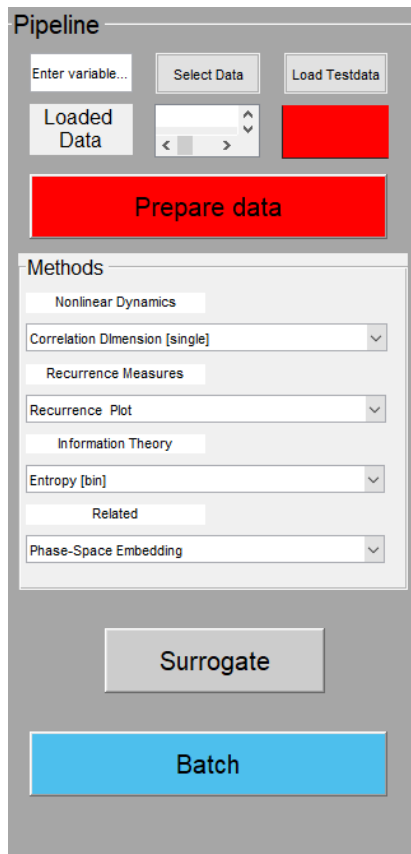 Pipeline
Enter variable...
Select Data
Load Testdata
Loaded
Data
Prepare data
Methods
Nonlinear Dynamics
Correlation DImension [single]
Recurrence Measures
Recurrence Plot
Information Theory
Entropy [bin]
Related
Phase-Space Embedding
Surrogate
Batch